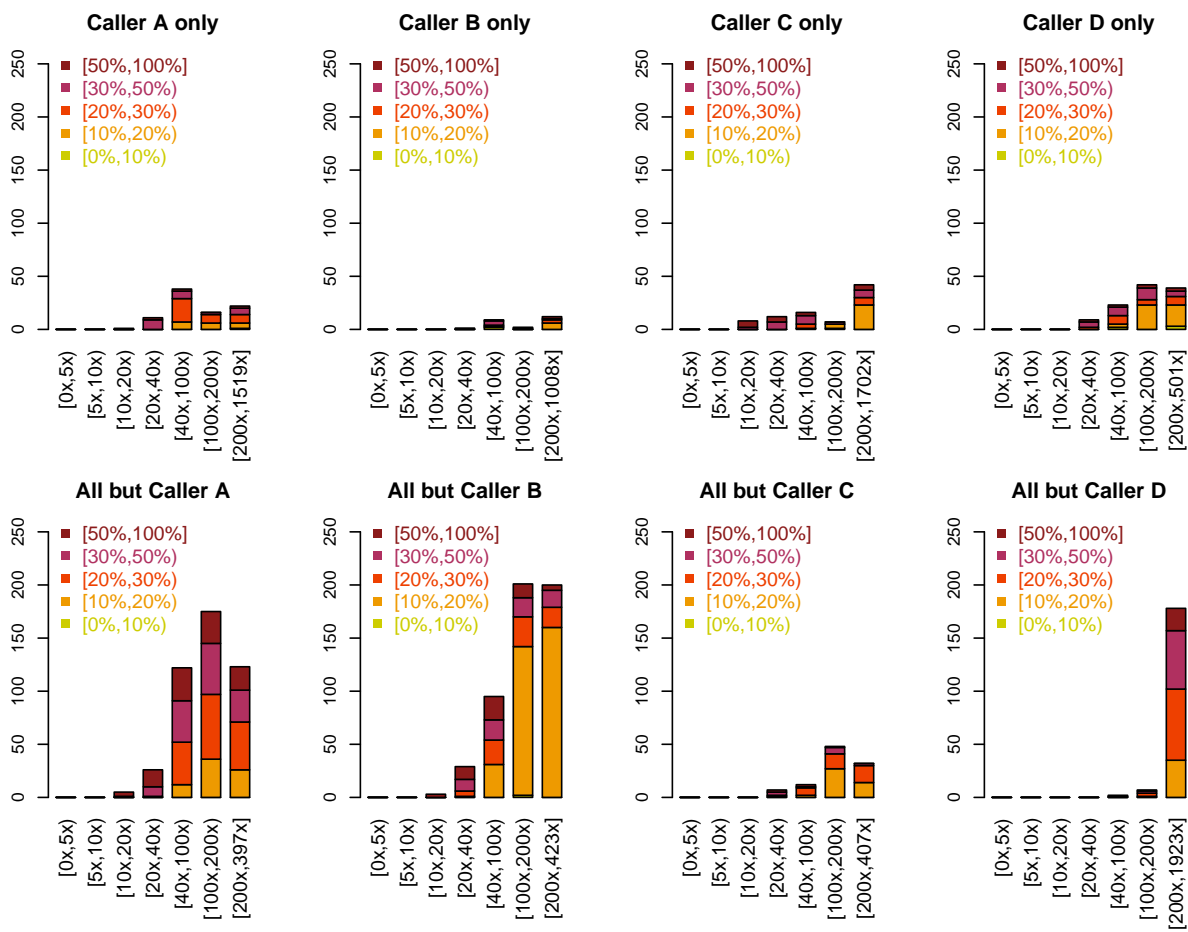 Caller A only
250
200
150
100
50
0
[50%,100%]
[30%,50%)
[20%,30%)
[10%,20%)
[0%,10%)
[0x,5x)
[5x,10x)
[10x,20x)
[20x,40x)
[40x,100x)
[100x,200x)
[200x,1519x]
Caller B only
250
200
150
100
50
0
[50%,100%]
[30%,50%)
[20%,30%)
[10%,20%)
[0%,10%)
[0x,5x)
[5x,10x)
[10x,20x)
[20x,40x)
[40x,100x)
[100x,200x)
[200x,1008x]
Caller C only
250
200
150
100
50
0
[50%,100%]
[30%,50%)
[20%,30%)
[10%,20%)
[0%,10%)
[0x,5x)
[5x,10x)
[10x,20x)
[20x,40x)
[40x,100x)
[100x,200x)
[200x,1702x]
Caller D only
250
200
150
100
50
0
[50%,100%]
[30%,50%)
[20%,30%)
[10%,20%)
[0%,10%)
[0x,5x)
[5x,10x)
[10x,20x)
[20x,40x)
[40x,100x)
[100x,200x)
[200x,501x]
All but Caller A
250
200
150
100
50
0
[50%,100%]
[30%,50%)
[20%,30%)
[10%,20%)
[0%,10%)
[0x,5x)
[5x,10x)
[10x,20x)
[20x,40x)
[40x,100x)
[100x,200x)
[200x,397x]
All but Caller B
250
200
150
100
50
0
[50%,100%]
[30%,50%)
[20%,30%)
[10%,20%)
[0%,10%)
[0x,5x)
[5x,10x)
[10x,20x)
[20x,40x)
[40x,100x)
[100x,200x)
[200x,423x]
All but Caller C
250
200
150
100
50
0
[50%,100%]
[30%,50%)
[20%,30%)
[10%,20%)
[0%,10%)
[0x,5x)
[5x,10x)
[10x,20x)
[20x,40x)
[40x,100x)
[100x,200x)
[200x,407x]
All but Caller D
250
200
150
100
50
0
[50%,100%]
[30%,50%)
[20%,30%)
[10%,20%)
[0%,10%)
[0x,5x)
[5x,10x)
[10x,20x)
[20x,40x)
[40x,100x)
[100x,200x)
[200x,1923x]